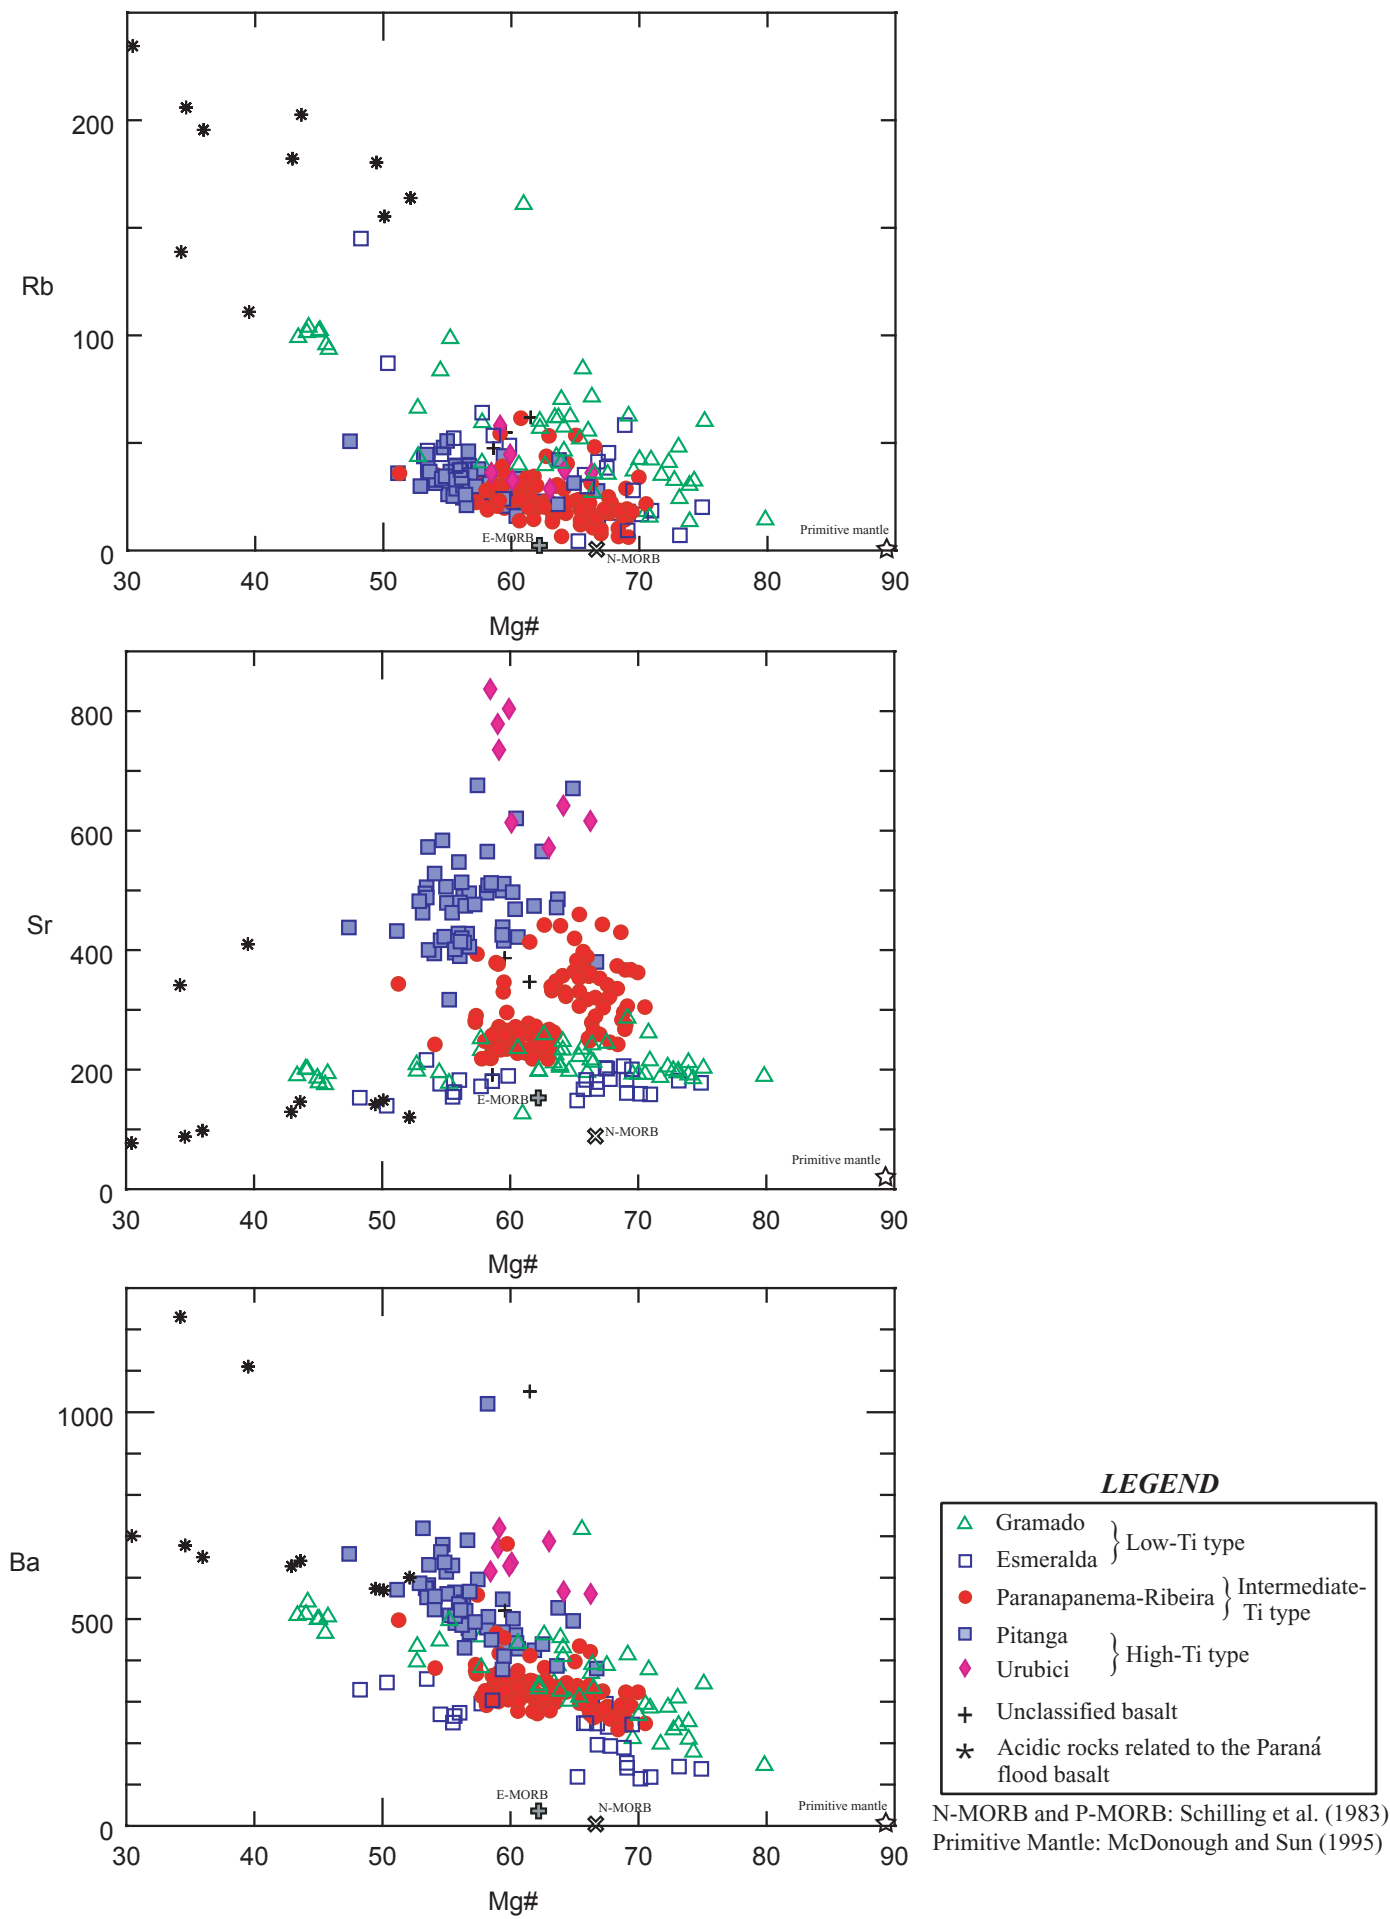 200
Rb
100
Primitive mantle
E-MORB
N-MORB
0
30 40 50 60 70 80 90
Mg#
800
600
Sr
400
200
E-MORB
N-MORB
Primitive mantle
0
30 40 50 60 70 80 90
Mg#
1000
Ba
500
E-MORB
N-MORB
Primitive mantle
0
30 40 50 60 70 80 90
Mg#
LEGEND
Gramado
Esmeralda
Low-Ti type
Paranapanema-Ribeira
Intermediate-
Ti type
Pitanga
Urubici
High-Ti type
Unclassified basalt
Acidic rocks related to the Paraná
flood basalt
N-MORB and P-MORB: Schilling et al. (1983)
Primitive Mantle: McDonough and Sun (1995)